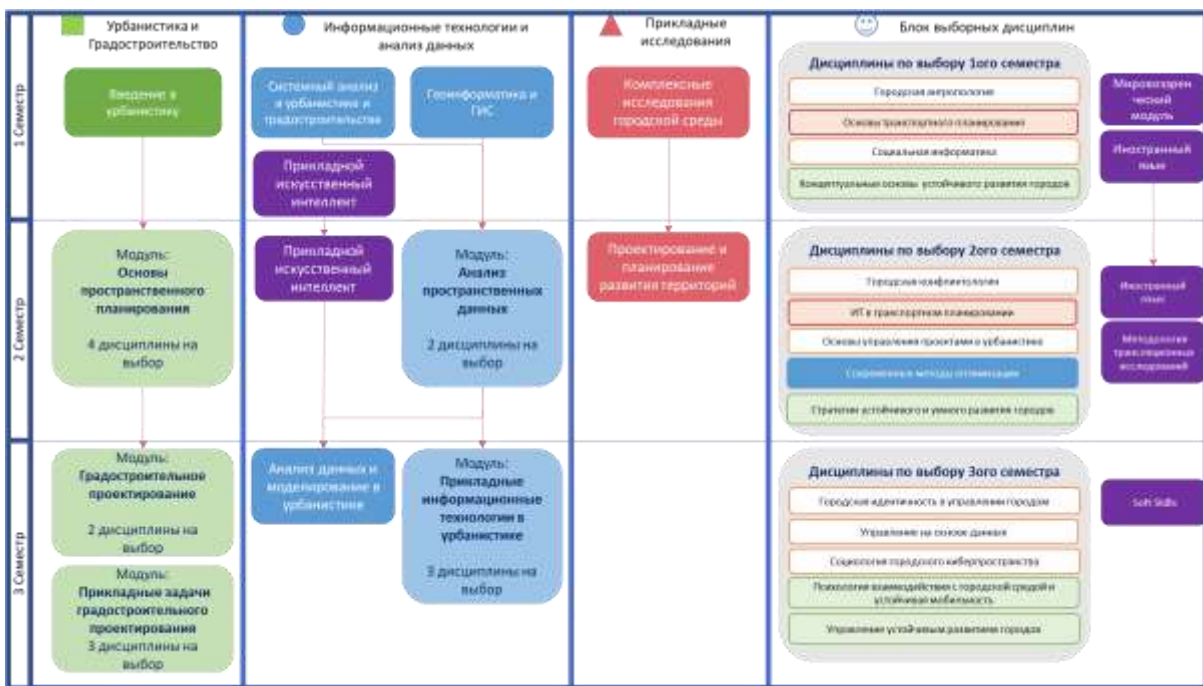 Урбанистика и
Градостроительство
Информационные технологии и
анализ данных
Прикладные
исследования
Блок выборных дисциплин
1 Семестр
Введение в
урбанистику
Системный анализ
в урбанистике и
градостроительстве
Геоинформатика и
ГИС
Прикладной
искусственный
интеллект
Комплексные
исследования
городской среды
Дисциплины по выбору 1ого семестра
Городская антропология
Основы транспортного планирования
Социальная информатика
Концептуальные основы устойчивого развития городов
Мировоззрен
ческий
модуль
Иностранный
язык
2 Семестр
Модуль:
Основы
пространственного
планирования
4 дисциплины на
выбор
Прикладной
искусственный
интеллект
Модуль:
Анализ
пространственных
данных
2 дисциплины на
выбор
Проектирование и
планирование
развития территорий
Дисциплины по выбору 2ого семестра
Городская конфликтология
ИТ в транспортном планировании
Основы управления проектами в урбанистике
Современные методы оптимизации
Стратегии устойчивого и умного развития городов
Иностранный
язык
Методология
трансляционных
исследований
3 Семестр
Модуль:
Градостроительное
проектирование
2 дисциплины на
выбор
Модуль:
Прикладные задачи
градостроительного
проектирования
3 дисциплины на
выбор
Анализ данных и
моделирование в
урбанистике
Модуль:
Прикладные
информационные
технологии в
урбанистике
3 дисциплины на
выбор
Дисциплины по выбору 3ого семестра
Городская идентичность в управлении городом
Управление на основе данных
Социология городского киберпространства
Психология взаимодействия с городской средой и
устойчивая мобильность
Управление устойчивым развитием городов
Soft Skills